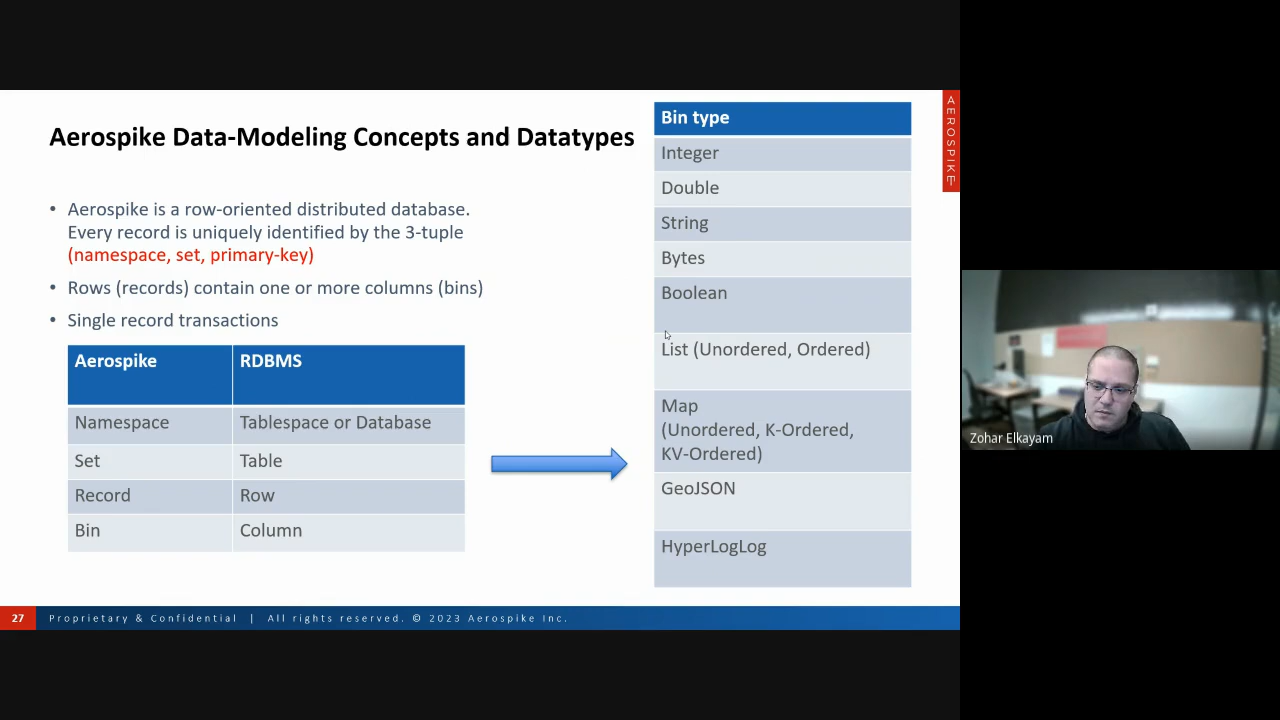 Aerospike Data-Modeling Concepts and Datatypes
• Aerospike is a row-oriented distributed database.
Every record is uniquely identified by the 3-tuple
(namespace, set, primary-key)
• Rows (records) contain one or more columns (bins)
• Single record transactions
Aerospike RDBMS
Namespace Tablespace or Database
Set Table
Record Row
Bin Column
Bin type
Integer
Double
String
Bytes
Boolean
List (Unordered, Ordered)
Map
(Unordered, K-Ordered,
KV-Ordered)
GeoJSON
HyperLogLog
AEROSPIKE
27 Proprietary & Confidential | All rights reserved. © 2023 Aerospike Inc.
Zohar Elkayam